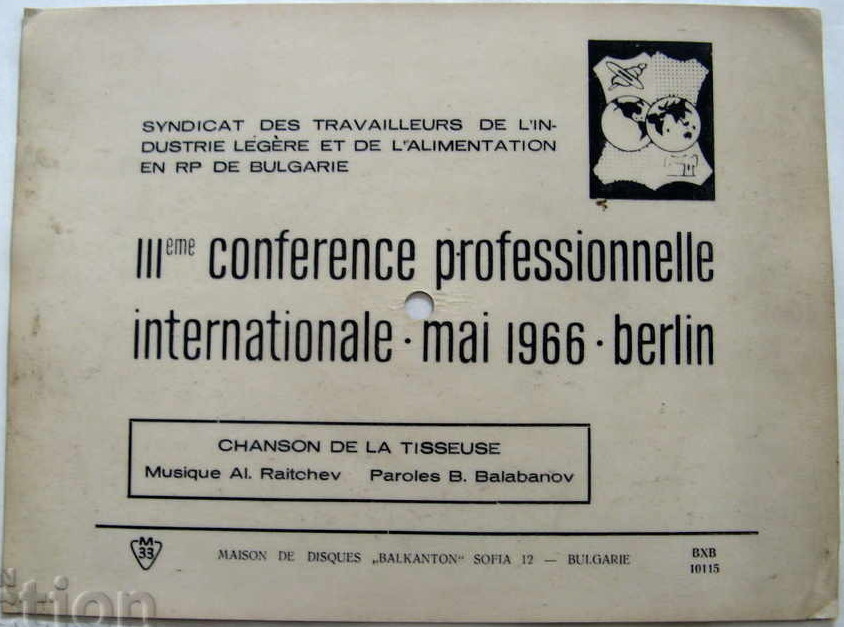 SYNDICAT DES TRAVAILLEURS DE L'IN-
DUSTRIE LEGÈRE ET DE L'ALIMENTATION
EN RP DE BULGARIE
IIIeme conference professionnelle
internationale · mai 1966 · berlin
CHANSON DE LA TISSEUSE
Musique Al. Raitchev Paroles B. Balabanov
M
33
MAISON DE DISQUES „BALKANTON" SOFIA 12 — BULGARIE
BXB
10115